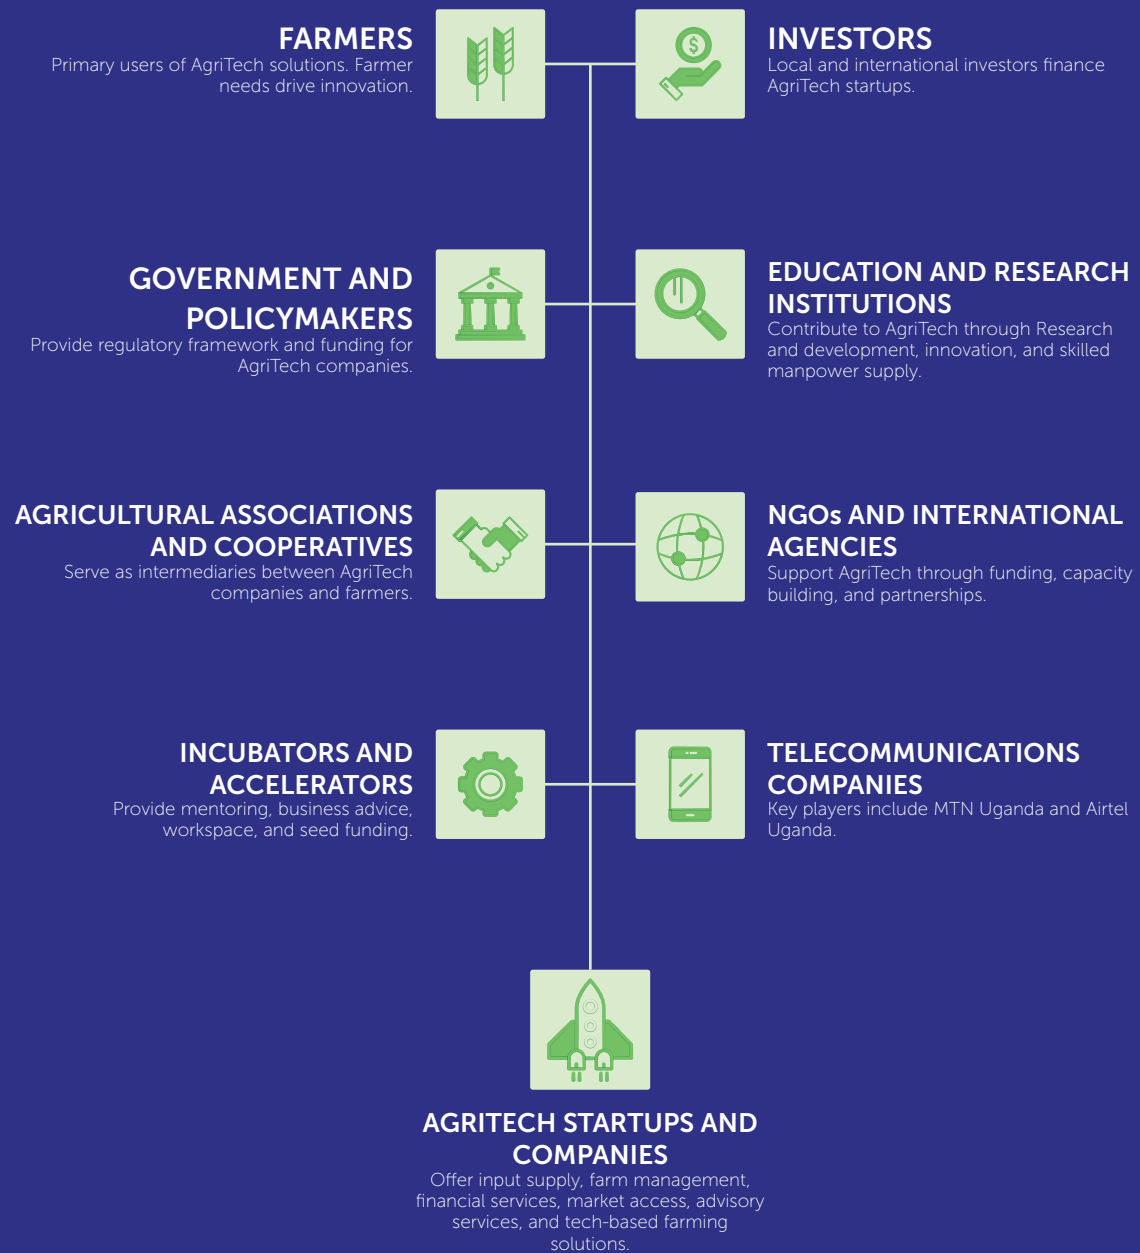 FARMERS
Primary users of AgriTech solutions. Farmer
needs drive innovation.
INVESTORS
Local and international investors finance
AgriTech startups.
GOVERNMENT AND
POLICYMAKERS
Provide regulatory framework and funding for
AgriTech companies.
EDUCATION AND RESEARCH
INSTITUTIONS
Contribute to AgriTech through Research
and development, innovation, and skilled
manpower supply.
AGRICULTURAL ASSOCIATIONS
AND COOPERATIVES
Serve as intermediaries between AgriTech
companies and farmers.
NGOs AND INTERNATIONAL
AGENCIES
Support AgriTech through funding, capacity
building, and partnerships.
INCUBATORS AND
ACCELERATORS
Provide mentoring, business advice,
workspace, and seed funding.
TELECOMMUNICATIONS
COMPANIES
Key players include MTN Uganda and Airtel
Uganda.
AGRITECH STARTUPS AND
COMPANIES
Offer input supply, farm management,
financial services, market access, advisory
services, and tech-based farming
solutions.